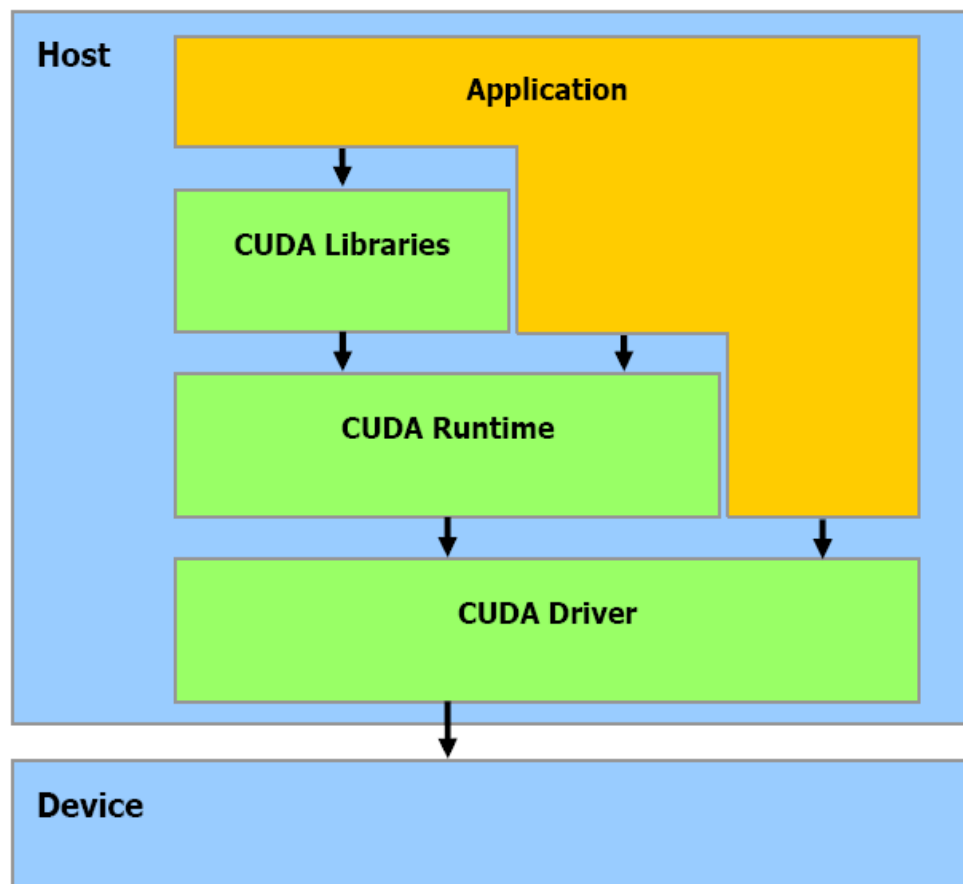 Host
Application
CUDA Libraries
CUDA Runtime
CUDA Driver
Device